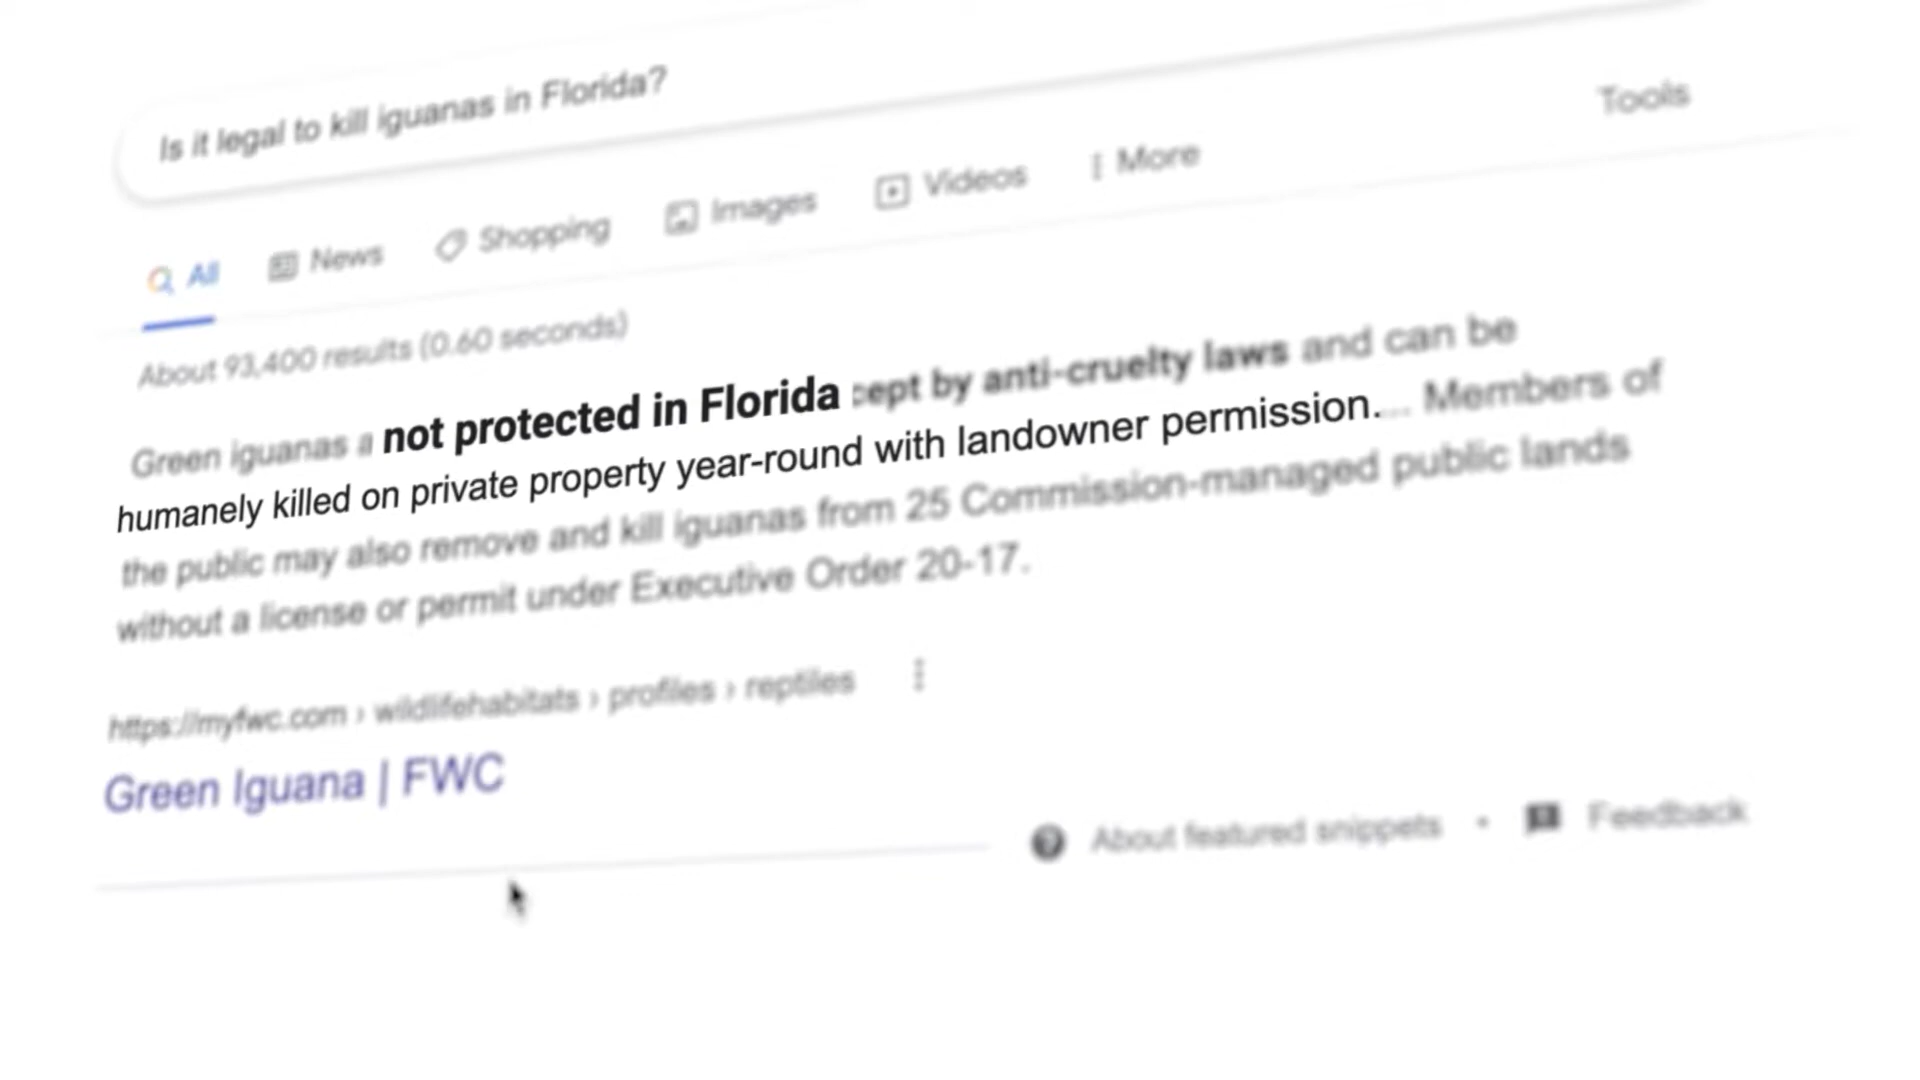 Is it legal to kill iguanas in Florida?
Tools
All News Shopping Images Videos More
About 93,400 results (0.60 seconds)
Green iguanas a not protected in Florida cept by anti-cruelty laws and can be
humanely killed on private property year-round with landowner permission.... Members of
the public may also remove and kill iguanas from 25 Commission-managed public lands
without a license or permit under Executive Order 20-17.
https://myfwc.com › wildlifehabitats › profiles › reptiles
Green Iguana | FWC
About featured snippets • Feedback